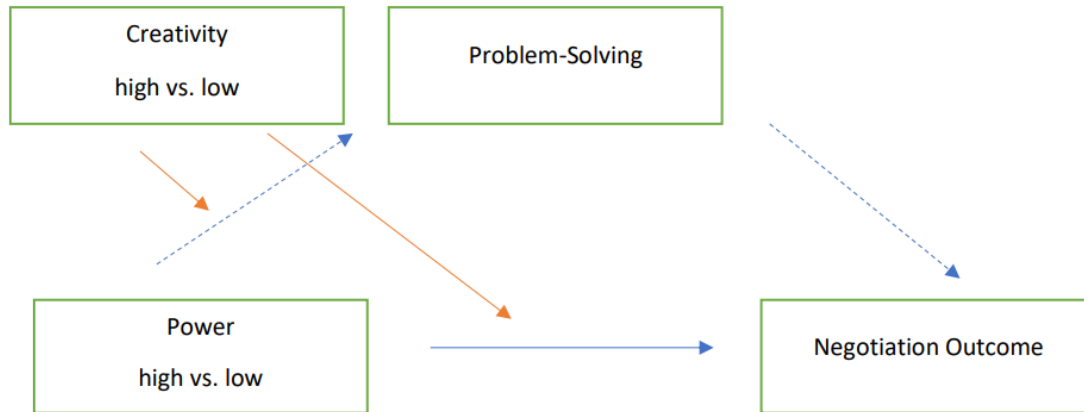 Creativity
high vs. low
Problem-Solving
Power
high vs. low
Negotiation Outcome